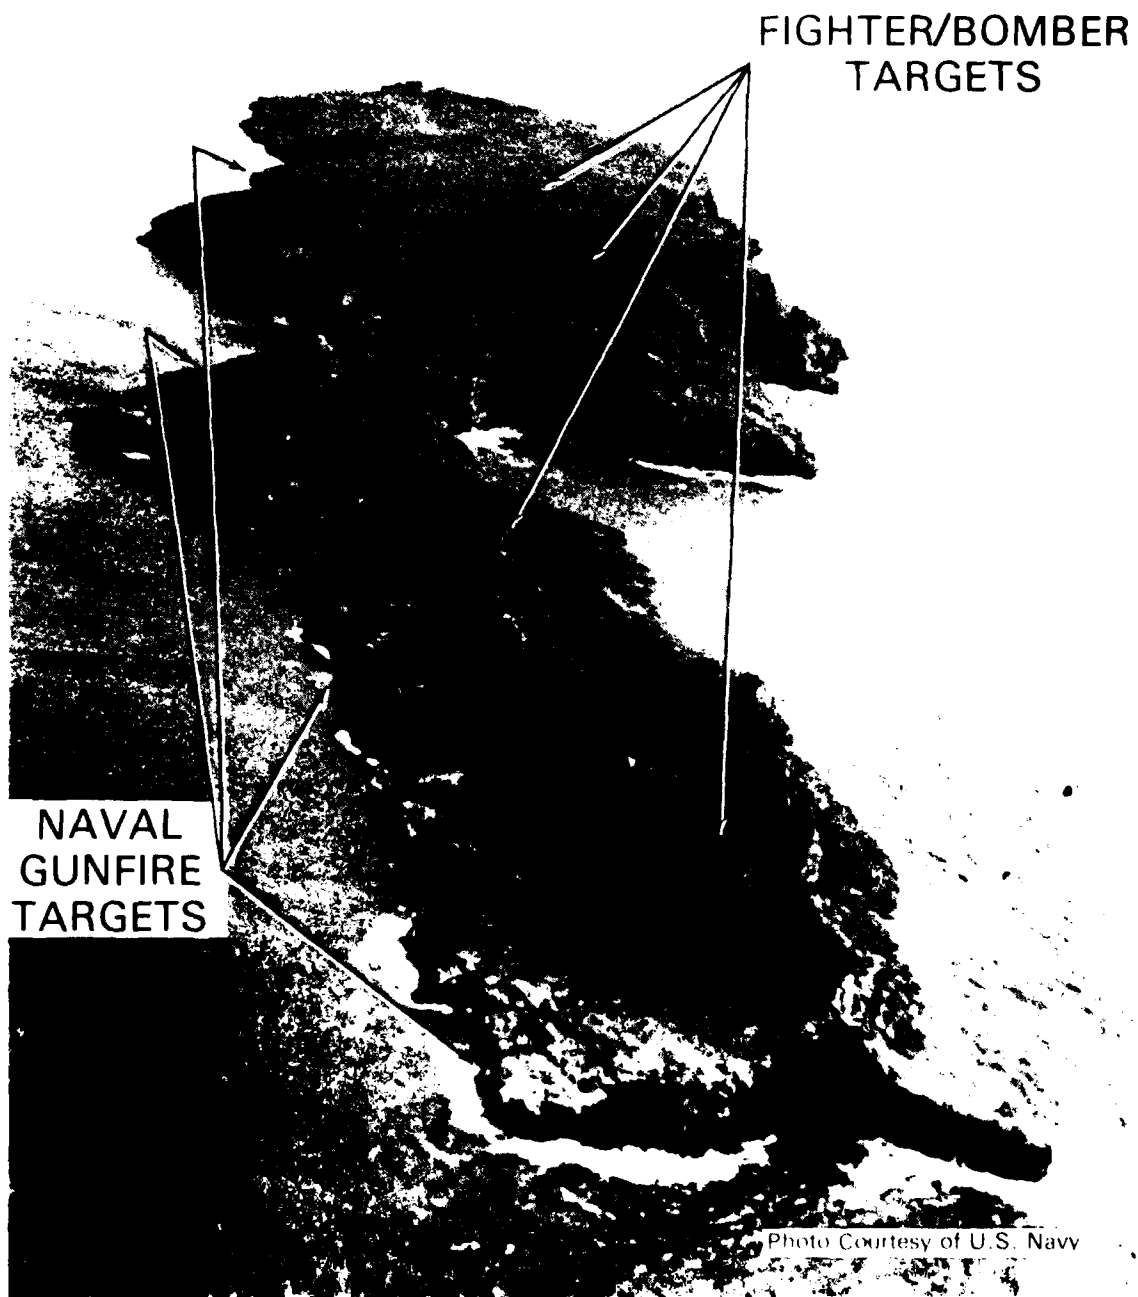 FIGHTER/BOMBER
TARGETS
NAVAL
GUNFIRE
TARGETS
Photo Courtesy of U.S. Navy